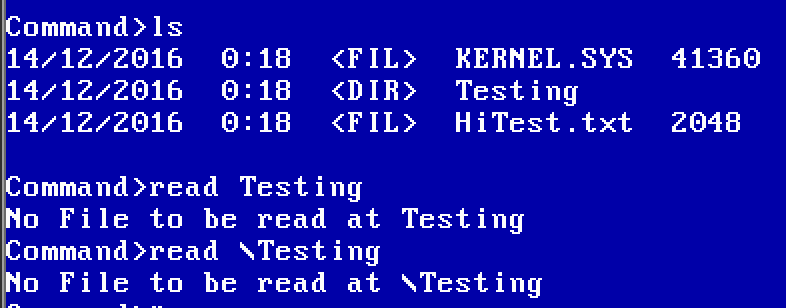 Command>ls
14/12/2016  0:18  <FIL>  KERNEL.SYS  41360
14/12/2016  0:18  <DIR>  Testing
14/12/2016  0:18  <FIL>  HiTest.txt  2048
Command>read Testing
No File to be read at Testing
Command>read \Testing
No File to be read at \Testing